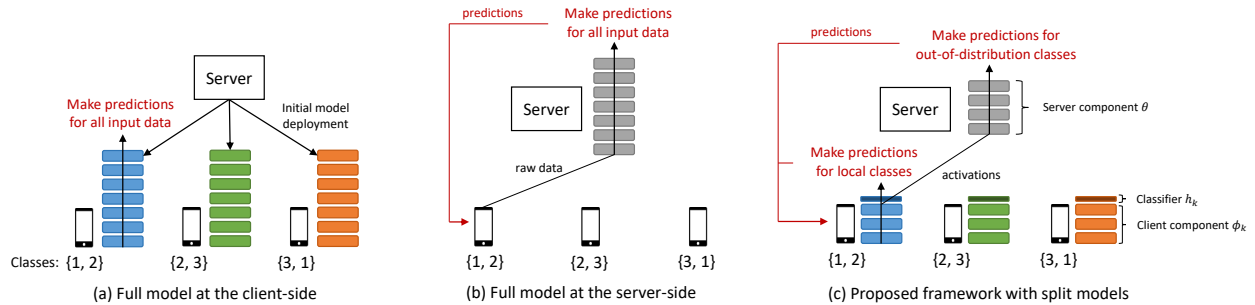 Server
Make predictions
for all input data
Initial model
deployment
Classes: {1, 2} {2, 3} {3, 1}
(a) Full model at the client-side
predictions
Make predictions
for all input data
Server
raw data
{1, 2} {2, 3} {3, 1}
(b) Full model at the server-side
predictions
Make predictions for
out-of-distribution classes
Server
Server component θ
Make predictions
for local classes
activations
Classifier h_k
Client component ϕ_k
{1, 2} {2, 3} {3, 1}
(c) Proposed framework with split models